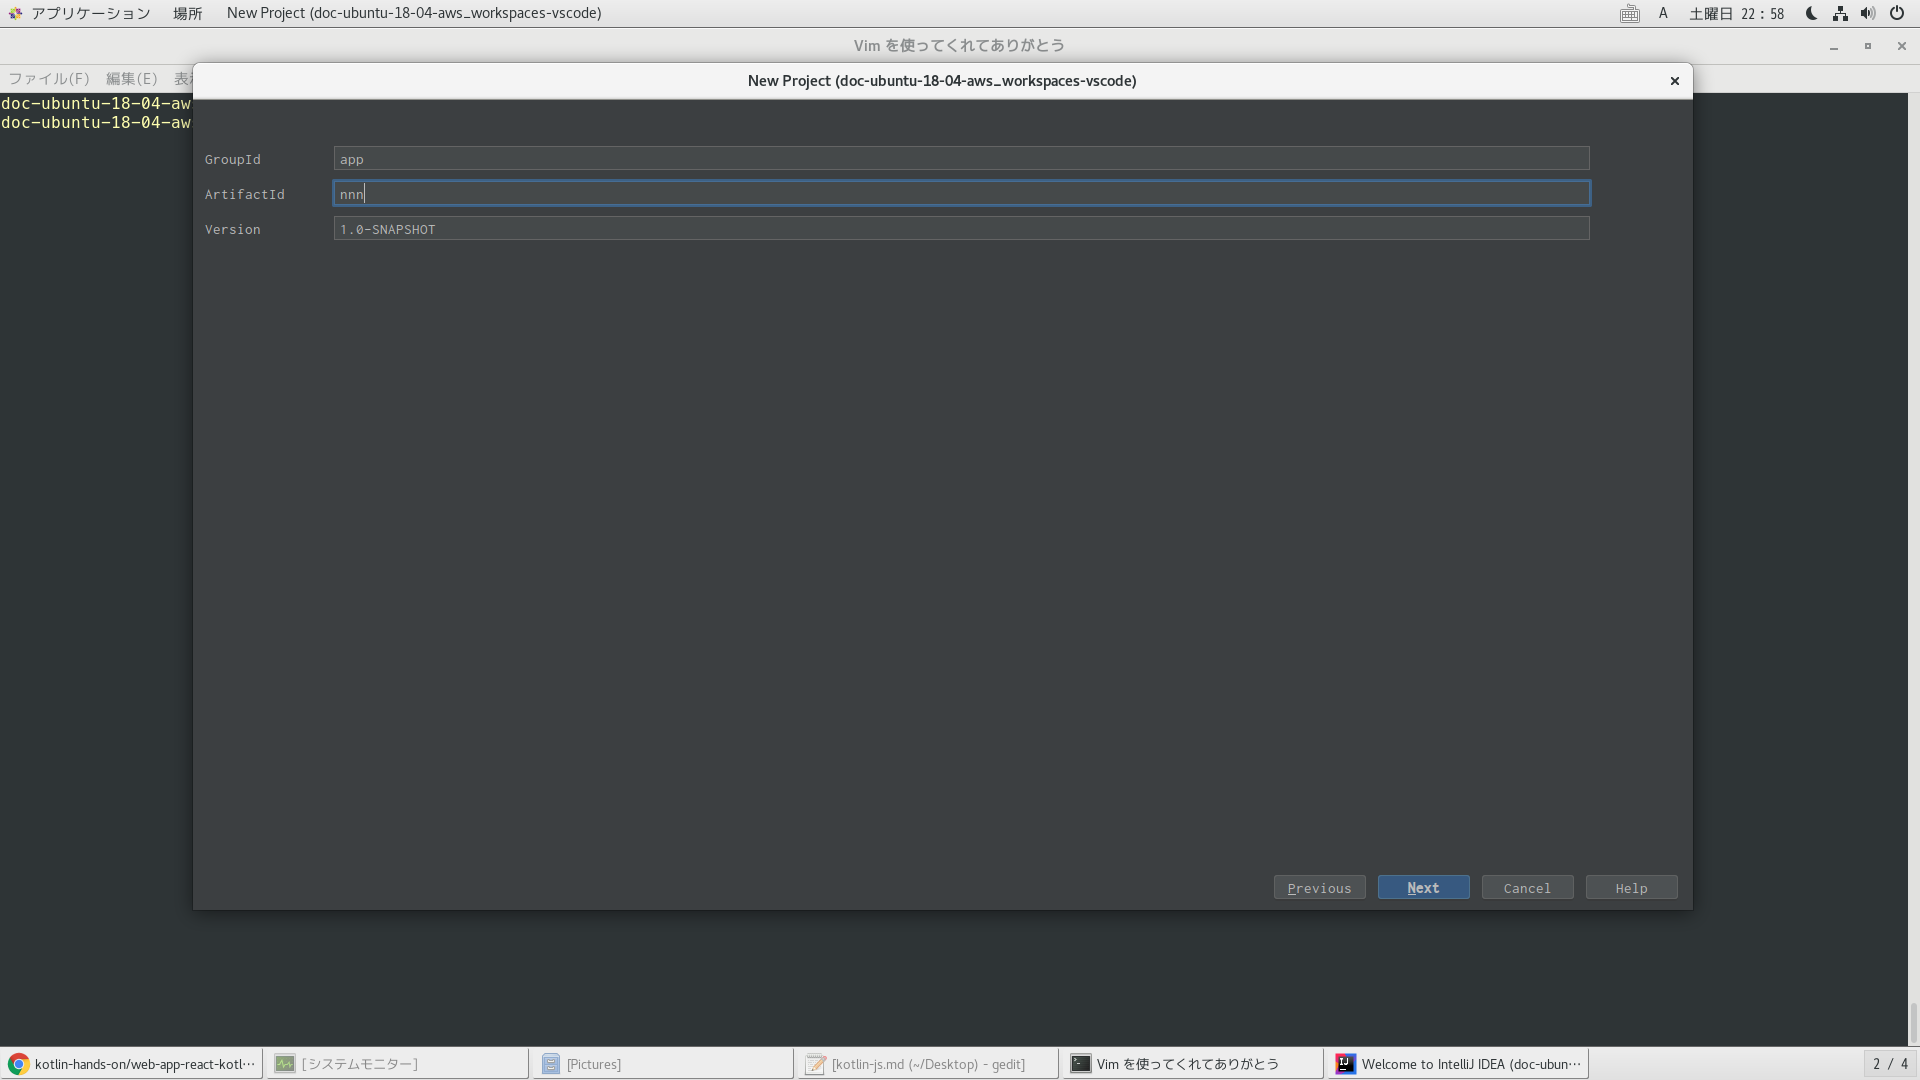 アプリケーション 場所 New Project (doc-ubuntu-18-04-aws_workspaces-vscode) A 土曜日 22 : 58
Vim を使ってくれてありがとう
ファイル(F) 編集(E)
New Project (doc-ubuntu-18-04-aws_workspaces-vscode)
doc-ubuntu-18-04-aw
doc-ubuntu-18-04-aw
GroupId app
ArtifactId nnn
Version 1.0-SNAPSHOT
Previous Next Cancel Help
kotlin-hands-on/web-app-react-kotl… [システムモニター] [Pictures] [kotlin-js.md (~/Desktop) - gedit] Vim を使ってくれてありがとう Welcome to IntelliJ IDEA (doc-ubun… 2 / 4